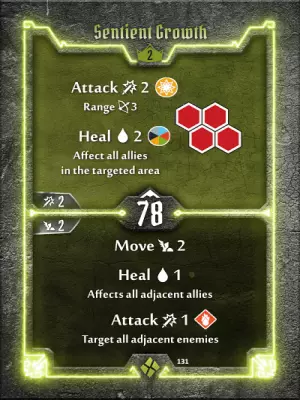 Sentient Growth
2
Attack 2
Range 3
Heal 2
Affect all allies
in the targeted area
2
78
2
Move 2
Heal 1
Affects all adjacent allies
Attack 1
Target all adjacent enemies
131